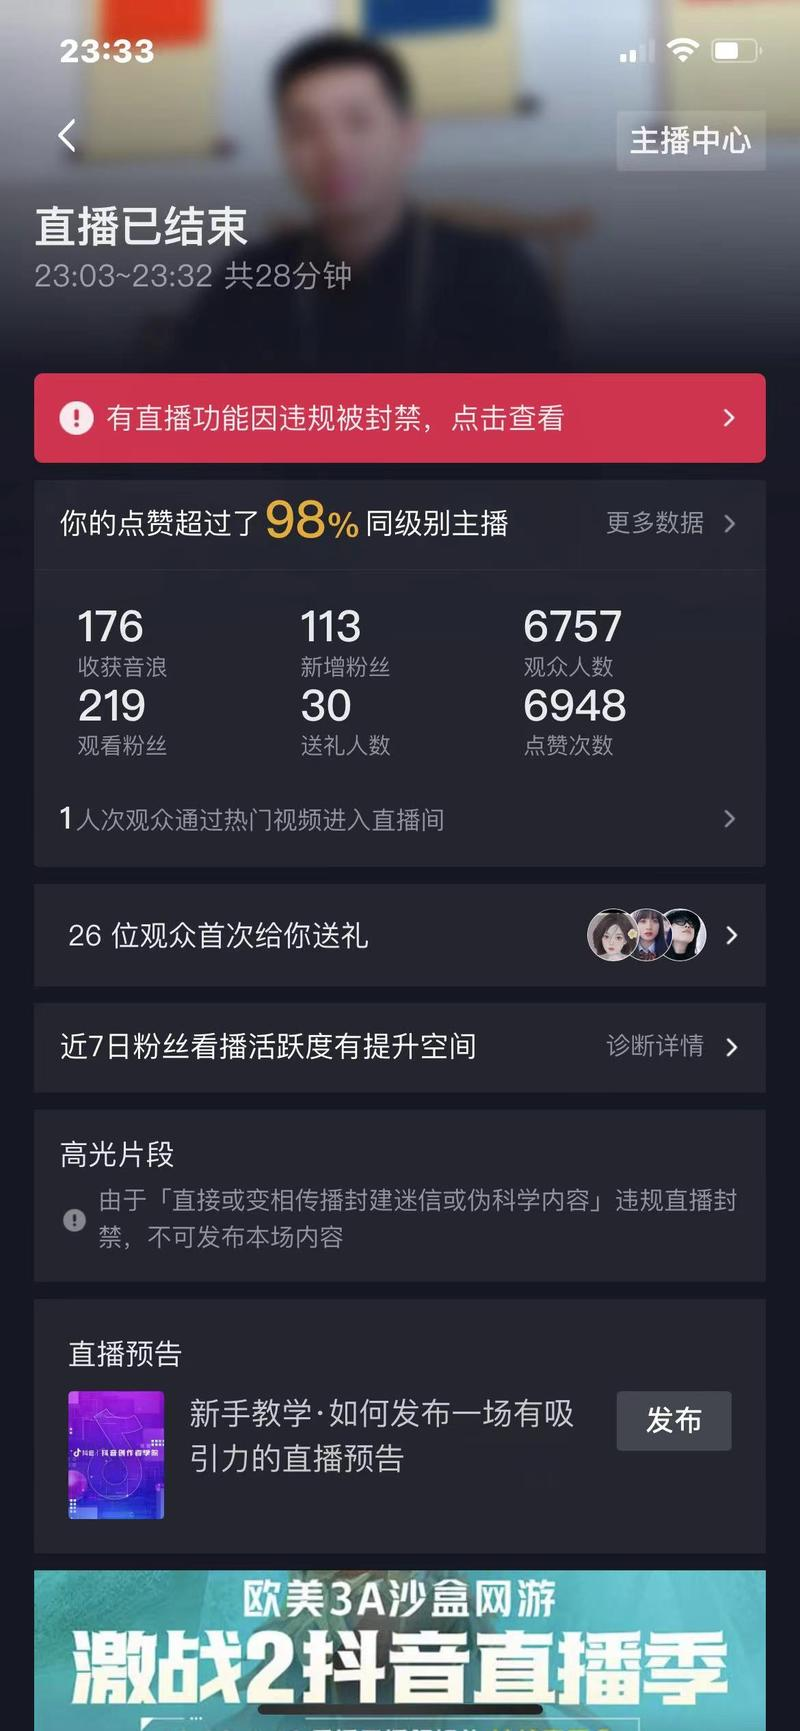 23:33
主播中心
直播已结束
23:03~23:32 共28分钟
有直播功能因违规被封禁，点击查看
你的点赞超过了98%同级别主播 更多数据
176 113 6757
收获音浪 新增粉丝 观众人数
219 30 6948
观看粉丝 送礼人数 点赞次数
1人次观众通过热门视频进入直播间
26 位观众首次给你送礼
近7日粉丝看播活跃度有提升空间 诊断详情
高光片段
由于「直接或变相传播封建迷信或伪科学内容」违规直播封
禁，不可发布本场内容
直播预告
新手教学·如何发布一场有吸
引力的直播预告
发布
抖音创作者学院
欧美3A沙盒网游
激战2抖音直播季